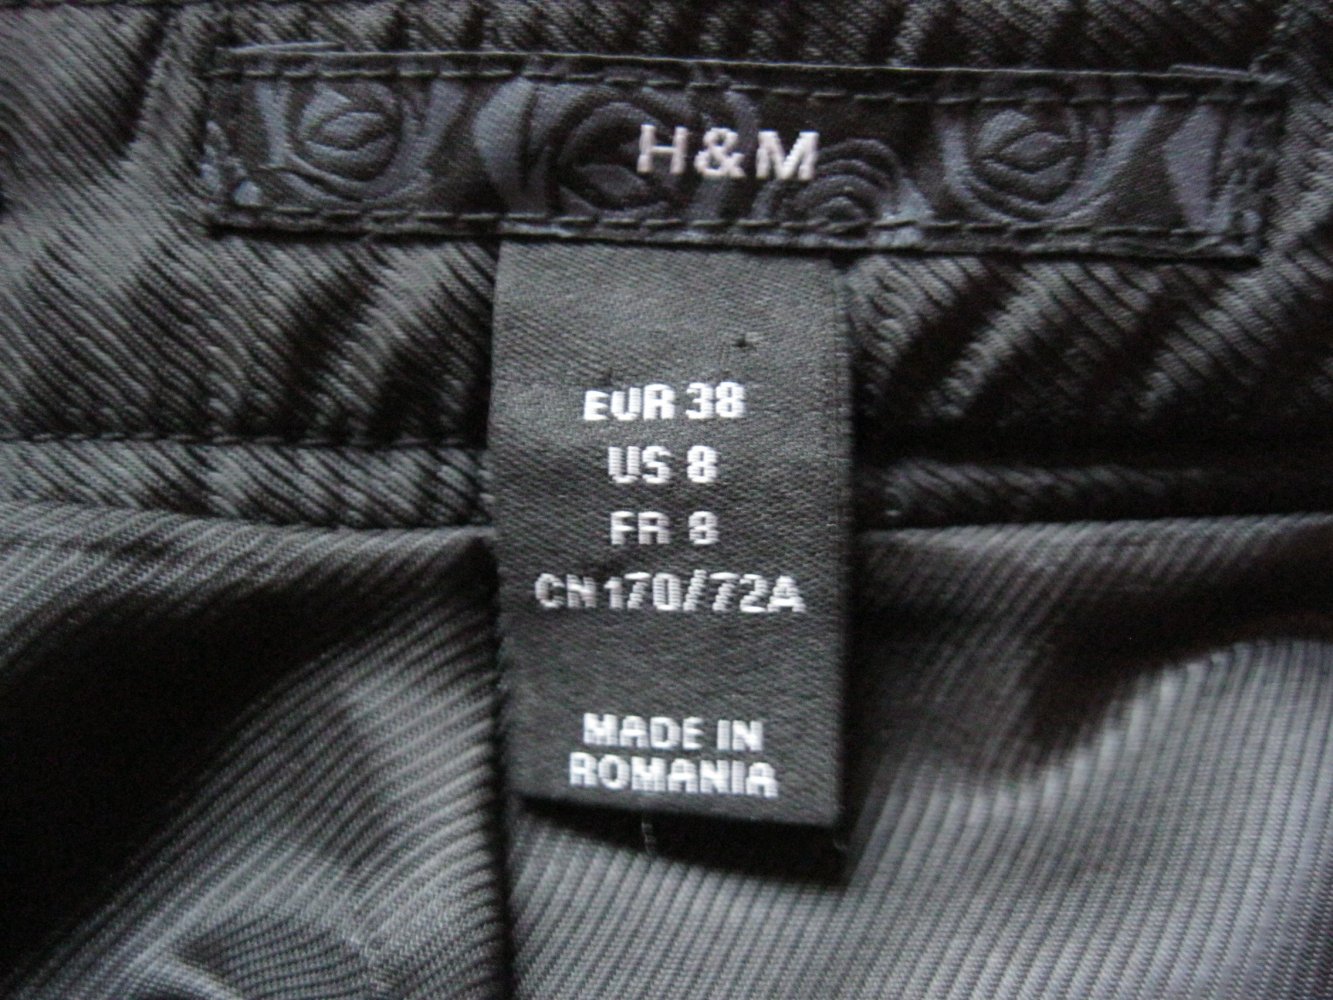 H&M
EUR 38
US 8
FR 8
CN 170/72A
MADE IN
ROMANIA